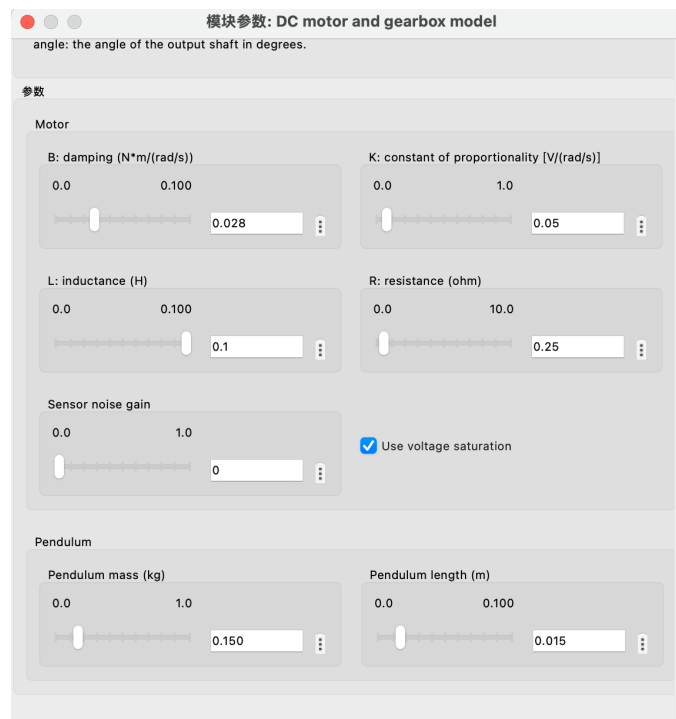 模块参数: DC motor and gearbox model
angle: the angle of the output shaft in degrees.
参数
Motor
B: damping (N*m/(rad/s))
K: constant of proportionality [V/(rad/s)]
0.0 0.100
0.0 1.0
0.028
0.05
L: inductance (H)
R: resistance (ohm)
0.0 0.100
0.0 10.0
0.1
0.25
Sensor noise gain
0.0 1.0
Use voltage saturation
0
Pendulum
Pendulum mass (kg)
Pendulum length (m)
0.0 1.0
0.0 0.100
0.150
0.015